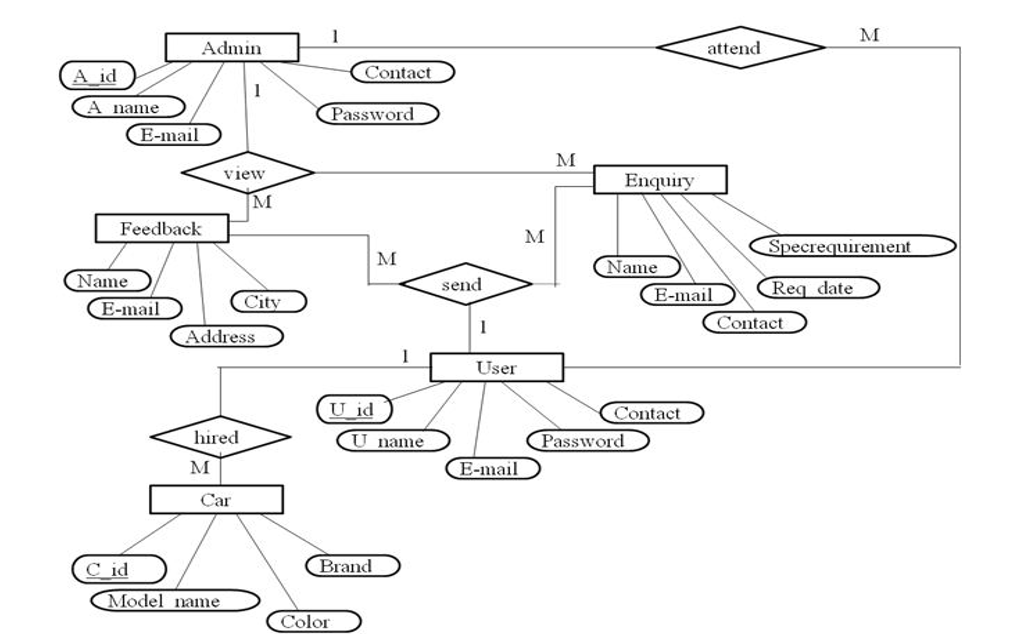 Admin
1
attend
M
A_id
Contact
A_name
Password
E-mail
1
view
M
Enquiry
M
Feedback
Specrequirement
M
M
Name
Name
send
Req_date
E-mail
City
E-mail
Contact
Address
1
1
User
U_id
Contact
U_name
Password
E-mail
hired
M
Car
C_id
Brand
Model_name
Color